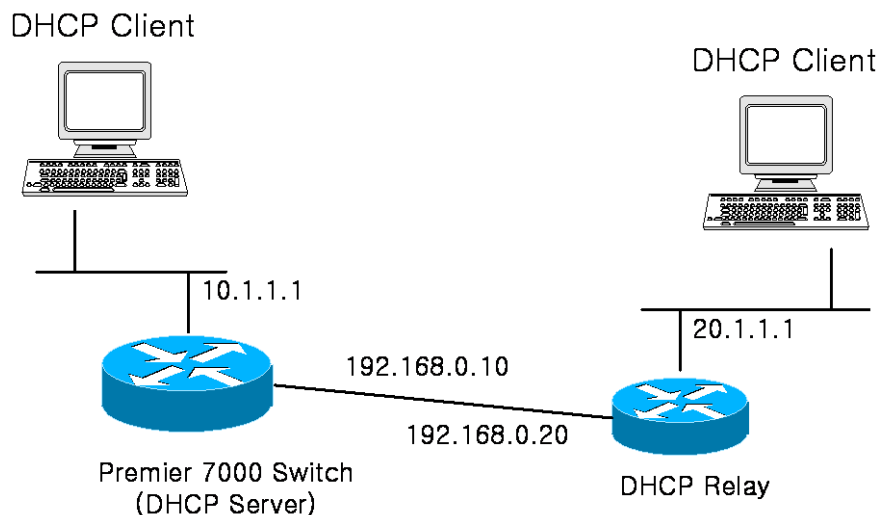 DHCP Client
DHCP Client
10.1.1.1
20.1.1.1
192.168.0.10
192.168.0.20
Premier 7000 Switch
(DHCP Server)
DHCP Relay